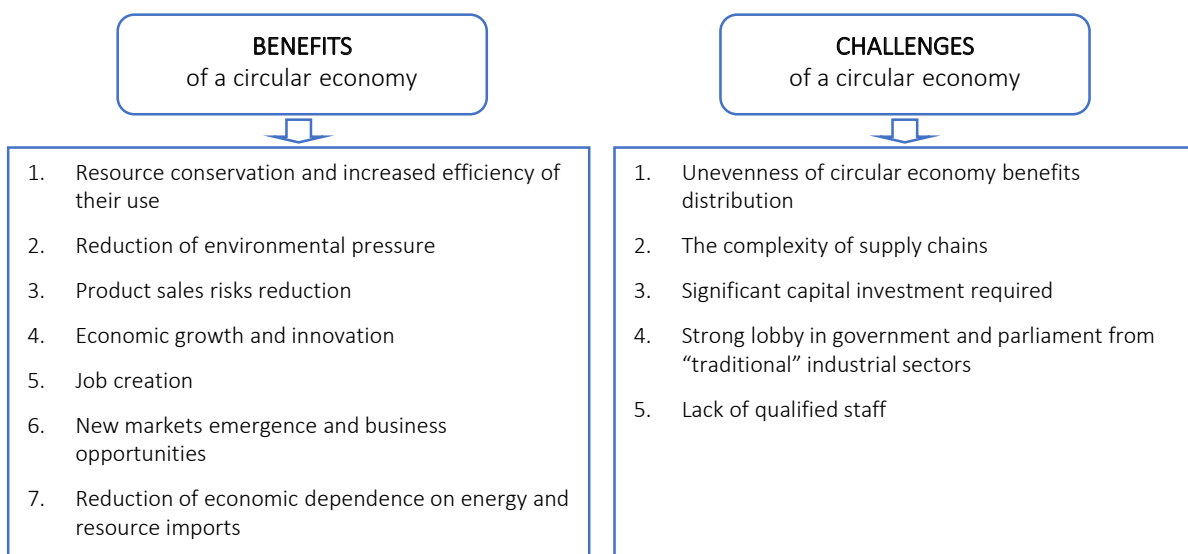 BENEFITS
of a circular economy
1. Resource conservation and increased efficiency of
their use
2. Reduction of environmental pressure
3. Product sales risks reduction
4. Economic growth and innovation
5. Job creation
6. New markets emergence and business
opportunities
7. Reduction of economic dependence on energy and
resource imports
CHALLENGES
of a circular economy
1. Unevenness of circular economy benefits
distribution
2. The complexity of supply chains
3. Significant capital investment required
4. Strong lobby in government and parliament from
“traditional” industrial sectors
5. Lack of qualified staff